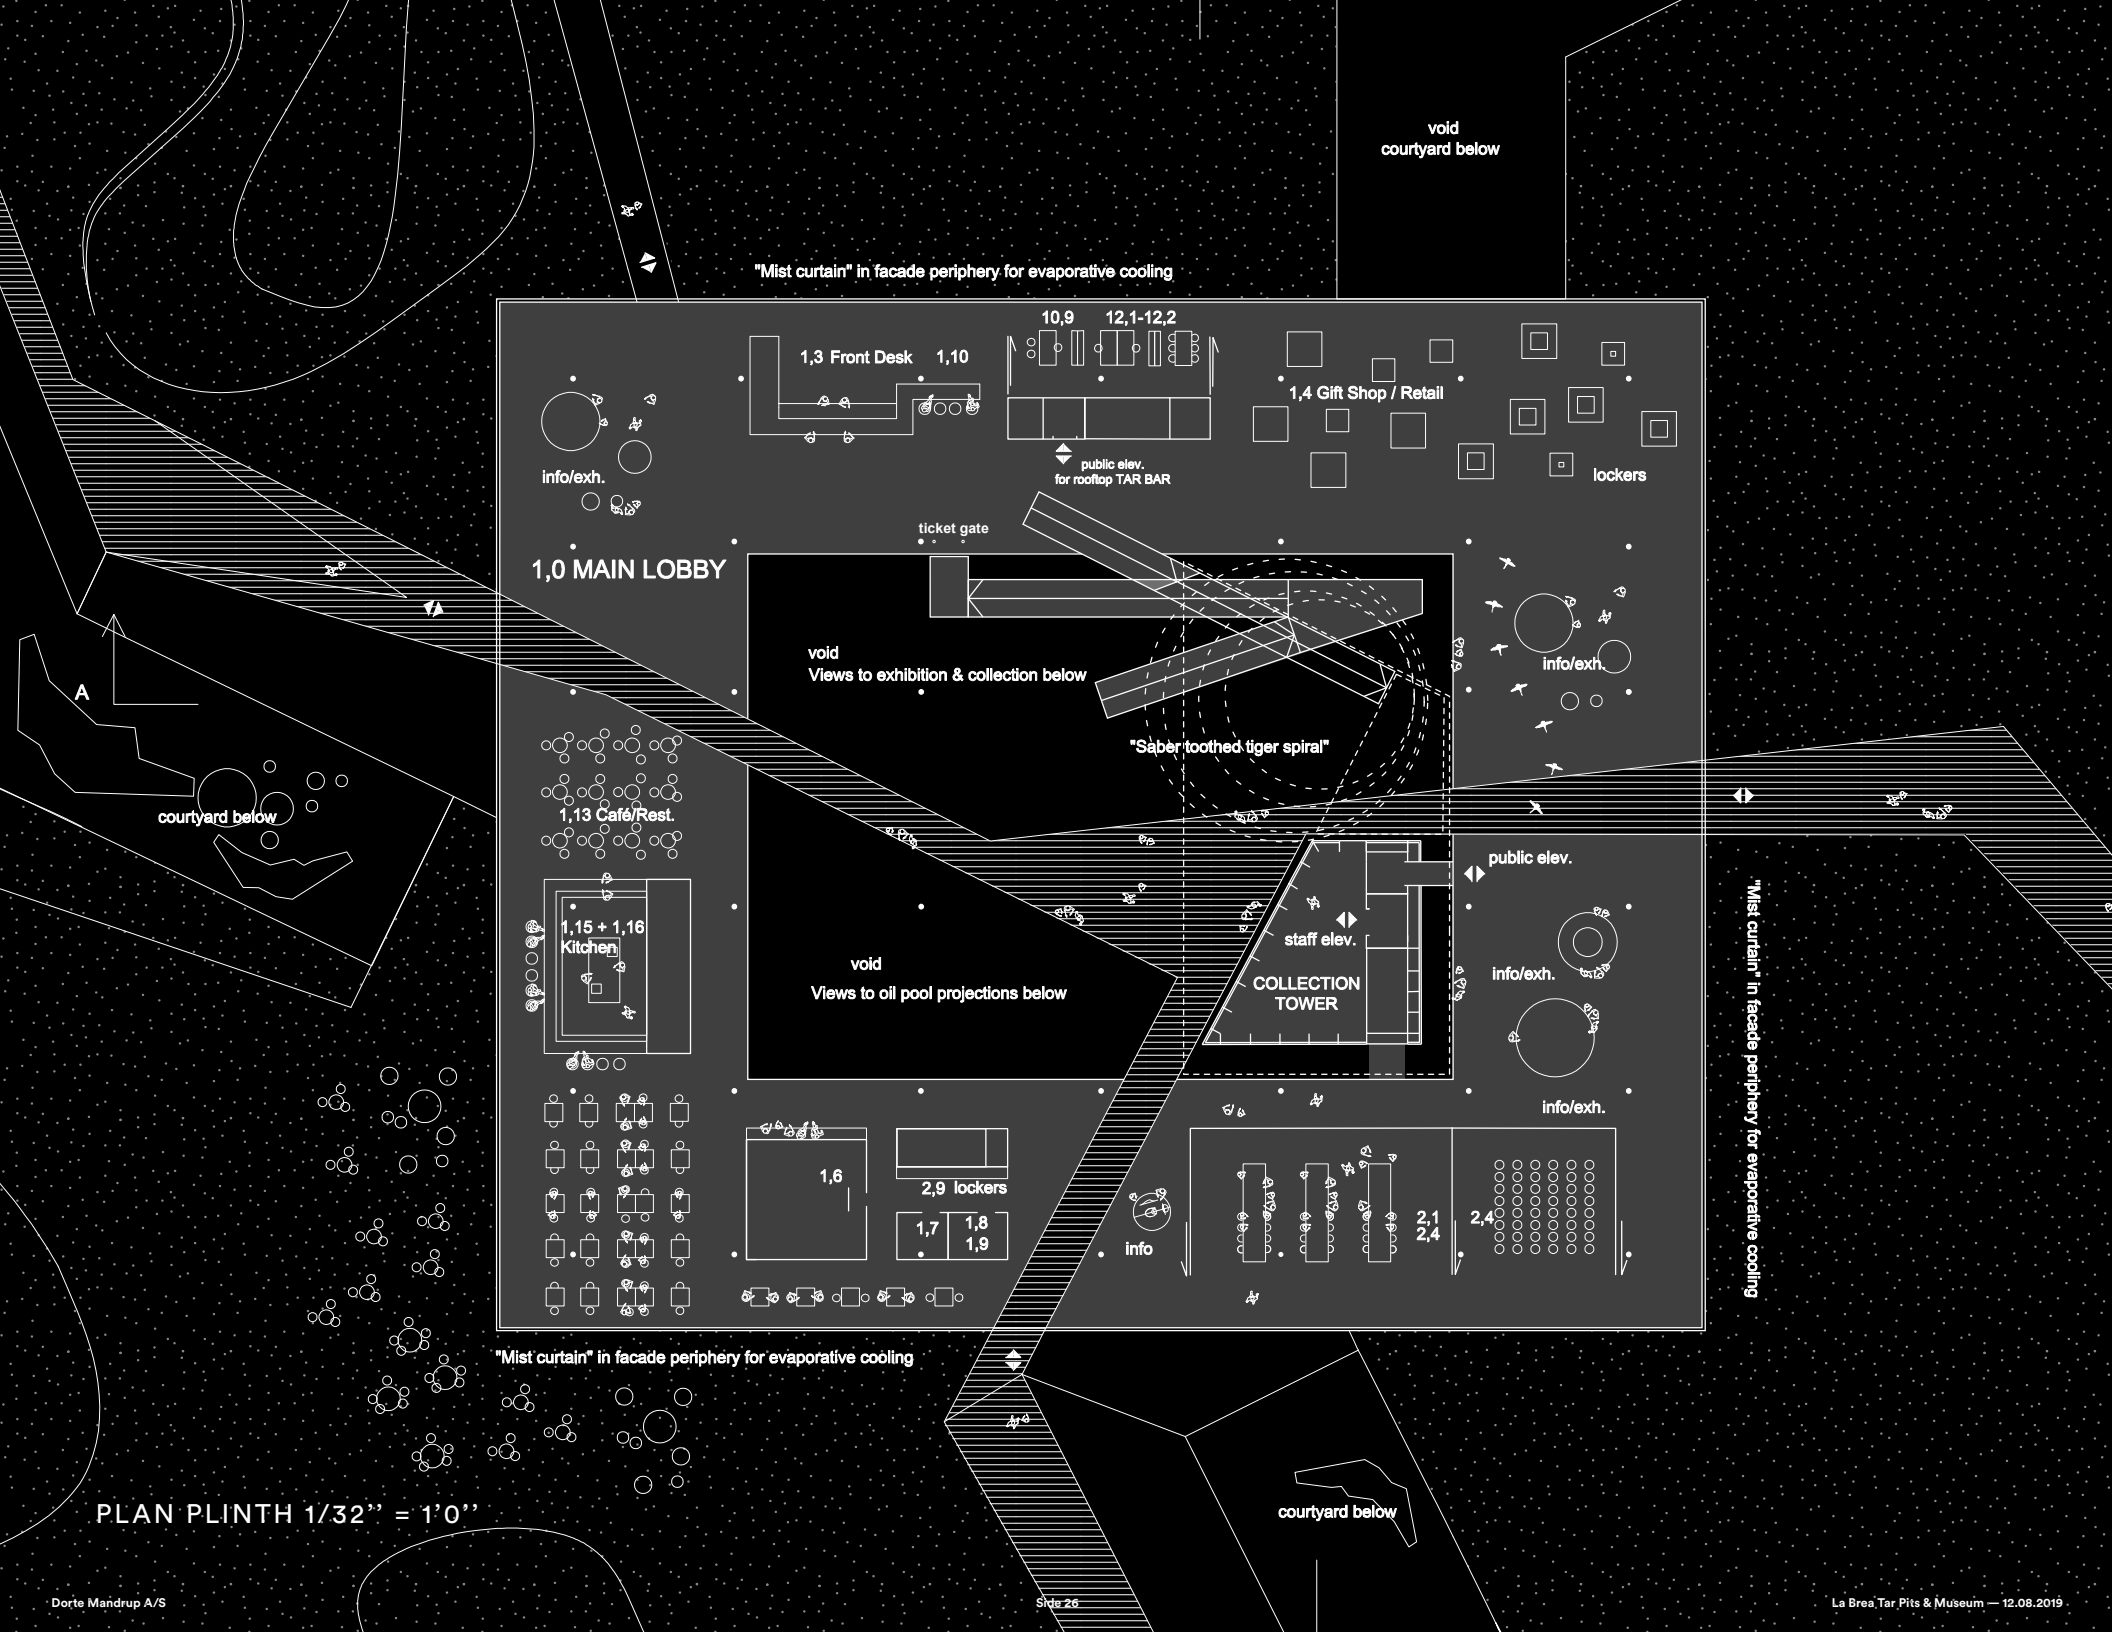 void
courtyard below
"Mist curtain" in facade periphery for evaporative cooling
10,9
12,1-12,2
1,3 Front Desk
1,10
1,4 Gift Shop / Retail
public elev.
for rooftop TAR BAR
info/exh.
lockers
ticket gate
1,0 MAIN LOBBY
void
Views to exhibition & collection below
info/exh.
A
"Saber toothed tiger spiral"
courtyard below
1,13 Café/Rest.
public elev.
1,15 + 1,16
Kitchen
staff elev.
void
Views to oil pool projections below
COLLECTION
TOWER
info/exh.
"Mist curtain" in facade periphery for evaporative cooling
info/exh.
1,6
2,9 lockers
1,7
1,8
1,9
info
2,1
2,4
2,4
"Mist curtain" in facade periphery for evaporative cooling
courtyard below
PLAN PLINTH 1/32’’ = 1’0’’
Dorte Mandrup A/S
Side 26
La Brea Tar Pits & Museum — 12.08.2019